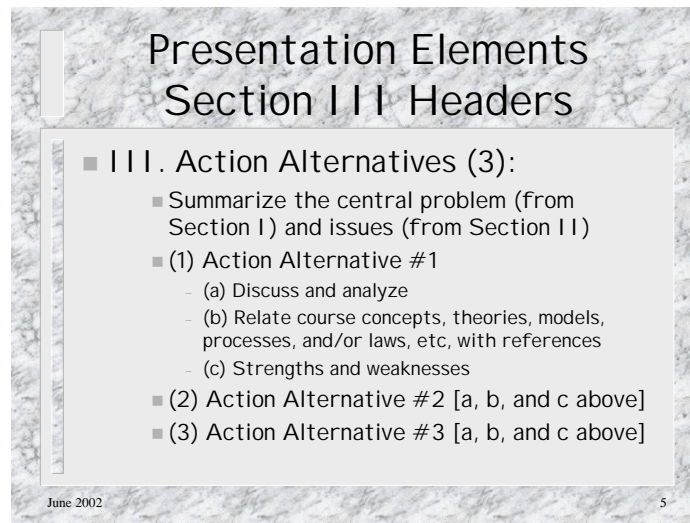 Presentation Elements
Section III Headers
III. Action Alternatives (3):
Summarize the central problem (from
Section I) and issues (from Section II)
(1) Action Alternative #1
- (a) Discuss and analyze
- (b) Relate course concepts, theories, models,
processes, and/or laws, etc, with references
- (c) Strengths and weaknesses
(2) Action Alternative #2 [a, b, and c above]
(3) Action Alternative #3 [a, b, and c above]
June 2002
5